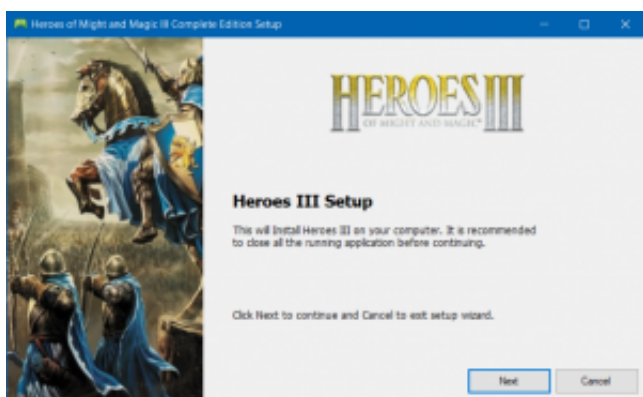 Heroes of Might and Magic III Complete Edition Setup
HEROES III
OF MIGHT AND MAGIC®
Heroes III Setup
This will Install Heroes III on your computer. It is recommended
to close all the running application before continuing.
Click Next to continue and Cancel to exit setup wizard.
Next
Cancel